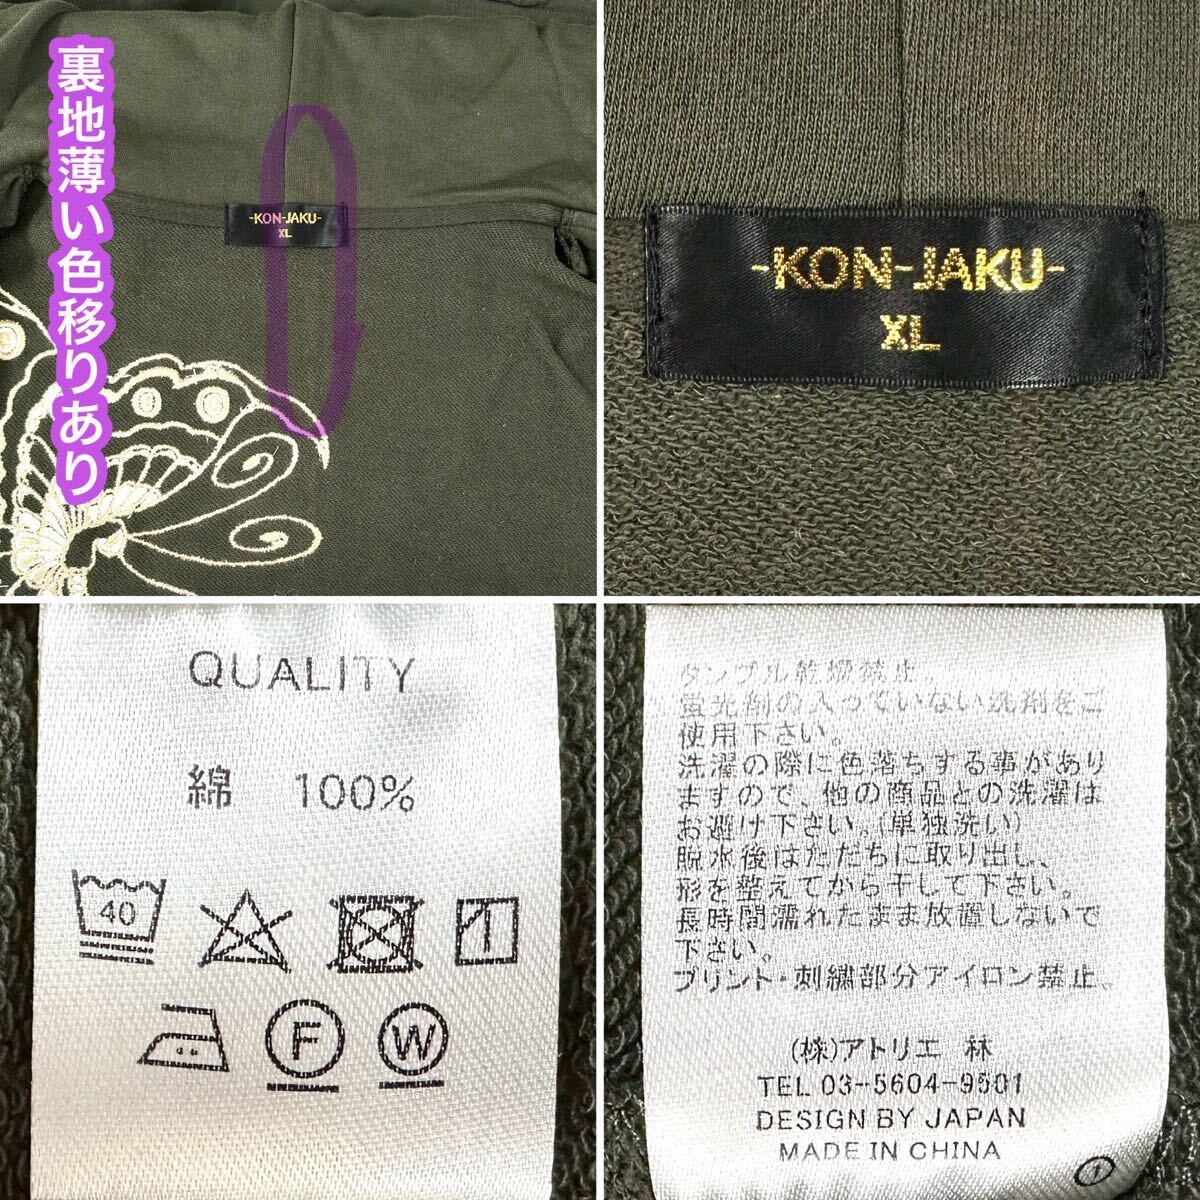 裏地薄い色移りあり
-KON-JAKU-
XL
-KON-JAKU-
XL
QUALITY
綿 100%
40
F
W
タンブル乾燥禁止。
蛍光剤の入っていない洗剤をご
使用下さい。
洗濯の際に色落ちする事があり
ますので、他の商品との洗濯は
お避け下さい。(単独洗い)
脱水後はただちに取り出し、
形を整えてから干して下さい。
長時間濡れたまま放置しないで
下さい。
プリント・刺繍部分アイロン禁止。
(株)アトリエ 林
TEL 03-5604-9501
DESIGN BY JAPAN
MADE IN CHINA
1